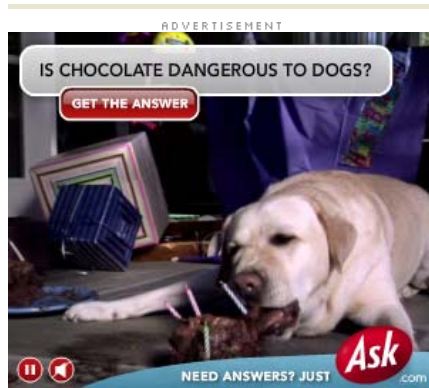 ADVERTISEMENT
IS CHOCOLATE DANGEROUS TO DOGS?
GET THE ANSWER
NEED ANSWERS? JUST Ask.com